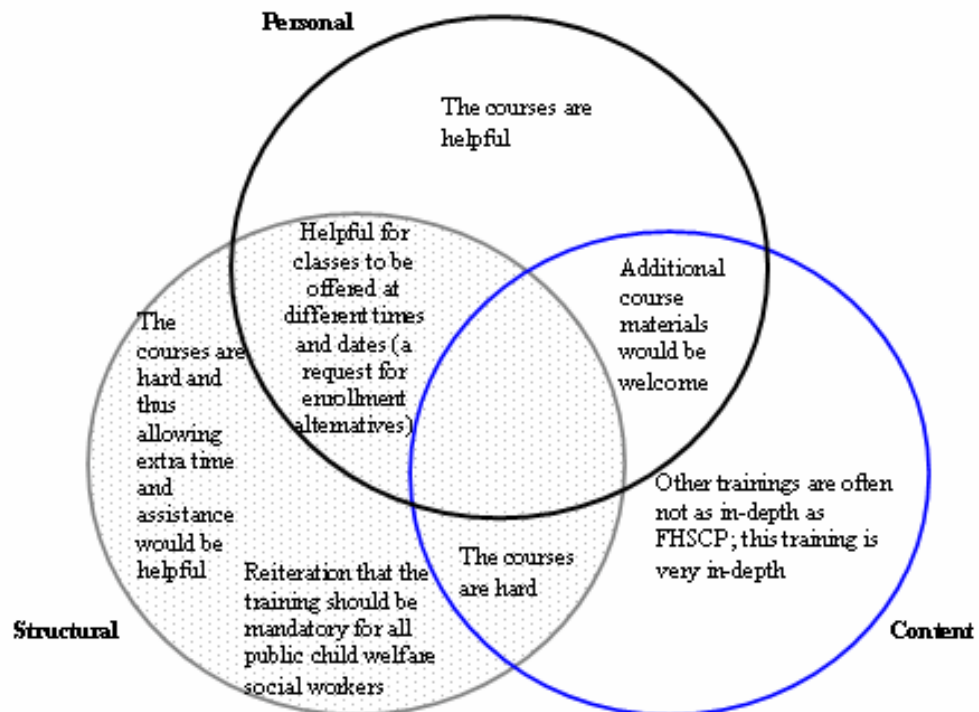 Personal
The courses are
helpful
Helpful for
classes to be
offered at
different times
and dates (a
request for
enrollment
alternatives)
Additional
course
materials
would be
welcome
The
courses are
hard and
thus
allowing
extra time
and
assistance
would be
helpful
Other trainings are often
not as in-depth as
FHSCP; this training is
very in-depth
The courses
are hard
Reiteration that the
training should be
mandatory for all
public child welfare
social workers
Structural
Content